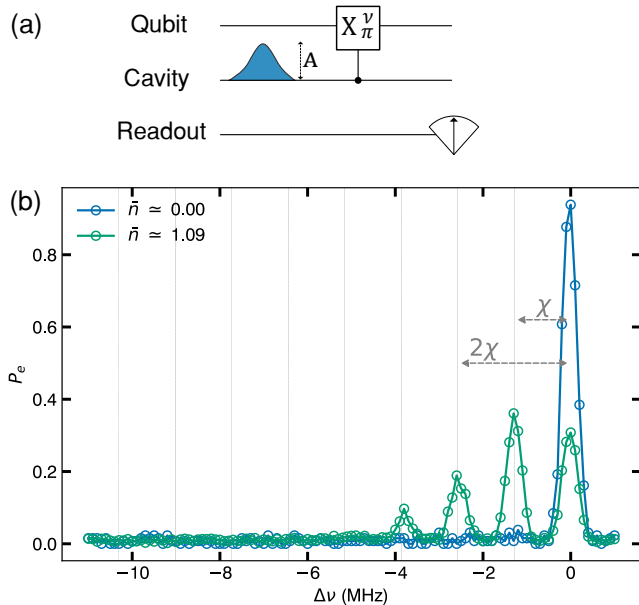 (a)
Qubit
X^ν_π
A
Cavity
Readout
(b)
n̄ ≃ 0.00
n̄ ≃ 1.09
χ
2χ
P_e
0.8
0.6
0.4
0.2
0.0
−10 −8 −6 −4 −2 0
Δν (MHz)